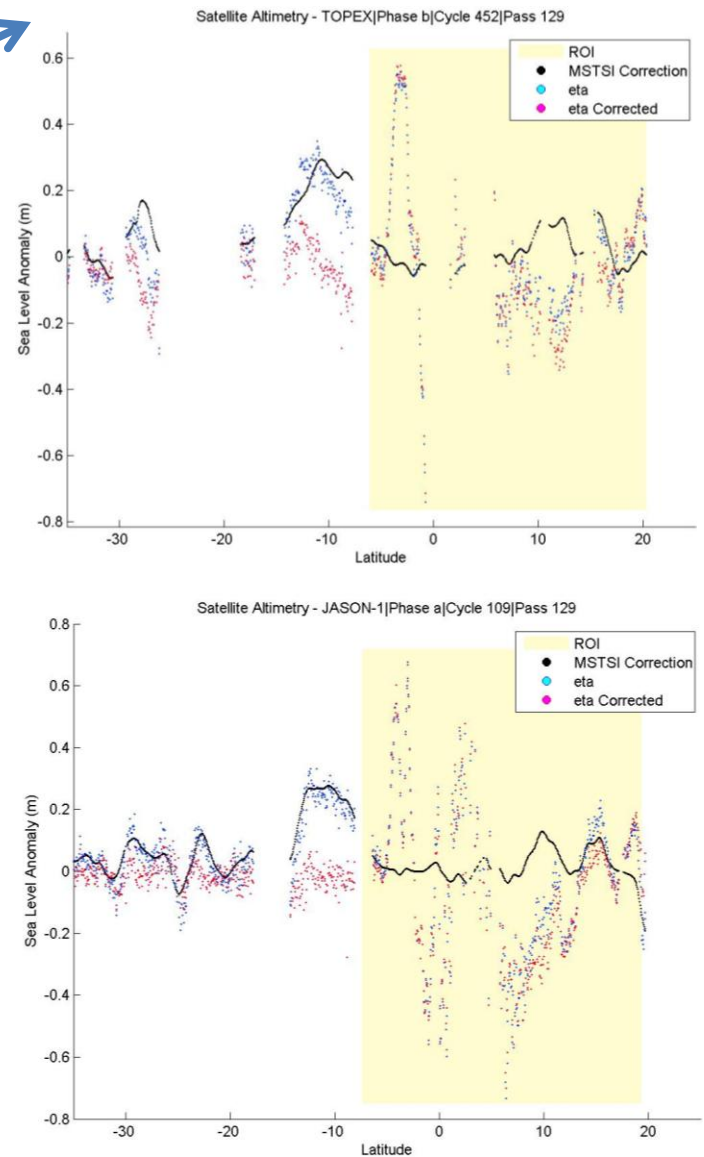 Satellite Altimetry - TOPEX|Phase b|Cycle 452|Pass 129
ROI
MSTSI Correction
eta
eta Corrected
Sea Level Anomaly (m)
0.6
0.4
0.2
0
-0.2
-0.4
-0.6
-0.8
-30
-20
-10
0
10
20
Latitude
Satellite Altimetry - JASON-1|Phase a|Cycle 109|Pass 129
ROI
MSTSI Correction
eta
eta Corrected
Sea Level Anomaly (m)
0.8
0.6
0.4
0.2
0
-0.2
-0.4
-0.6
-0.8
-30
-20
-10
0
10
20
Latitude